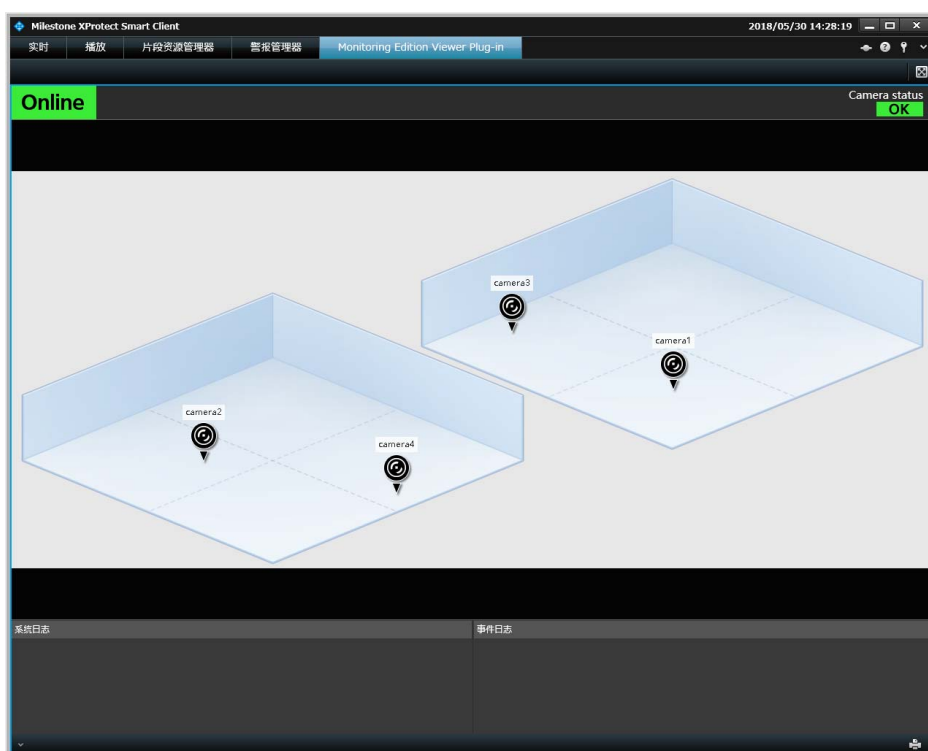 Milestone XProtect Smart Client 2018/05/30 14:28:19
实时 播放 片段资源管理器 警报管理器 Monitoring Edition Viewer Plug-in
Online
Camera status
OK
camera3
camera1
camera2
camera4
系统日志 事件日志